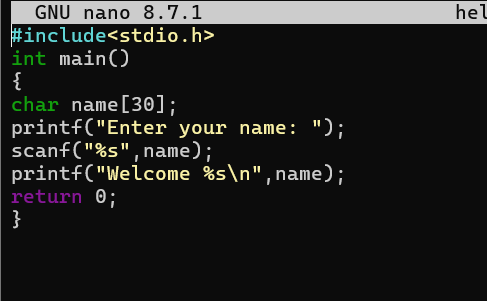 GNU nano 8.7.1 hel
#include<stdio.h>
int main()
{
char name[30];
printf("Enter your name: ");
scanf("%s",name);
printf("Welcome %s\n",name);
return 0;
}